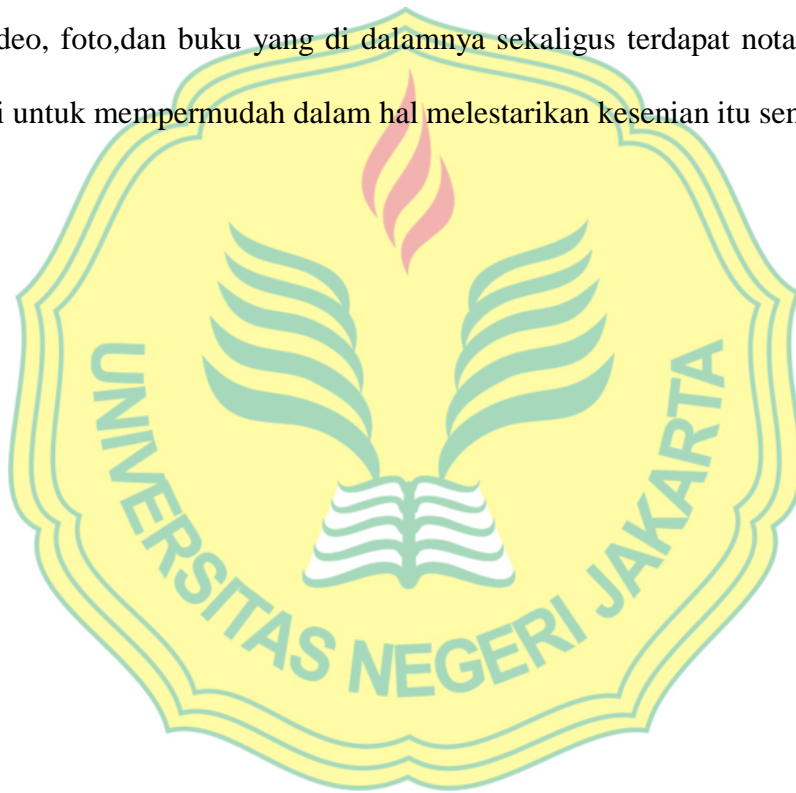 deo, foto,dan buku yang di dalamnya sekaligus terdapat nota
i untuk mempermudah dalam hal melestarikan kesenian itu sen
UNIVERSITAS NEGERI JAKARTA